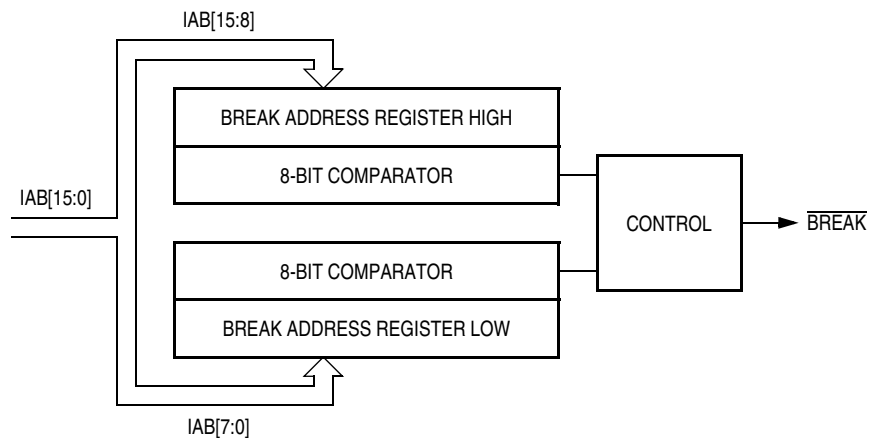 IAB[15:8]
BREAK ADDRESS REGISTER HIGH
8-BIT COMPARATOR
IAB[15:0]
CONTROL
BREAK
8-BIT COMPARATOR
BREAK ADDRESS REGISTER LOW
IAB[7:0]